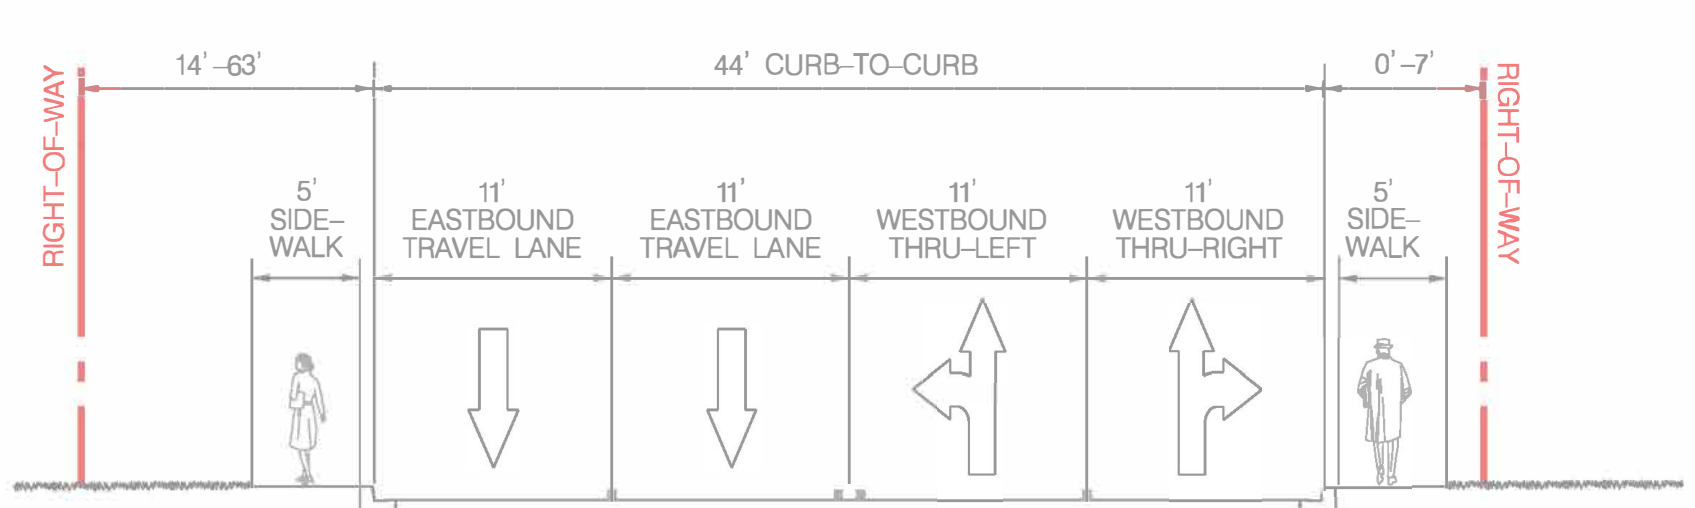 14'-63'
44' CURB-TO-CURB
0'-7'
RIGHT-OF-WAY
RIGHT-OF-WAY
5'
SIDE-
WALK
11'
EASTBOUND
TRAVEL LANE
11'
EASTBOUND
TRAVEL LANE
11'
WESTBOUND
THRU-LEFT
11'
WESTBOUND
THRU-RIGHT
5'
SIDE-
WALK